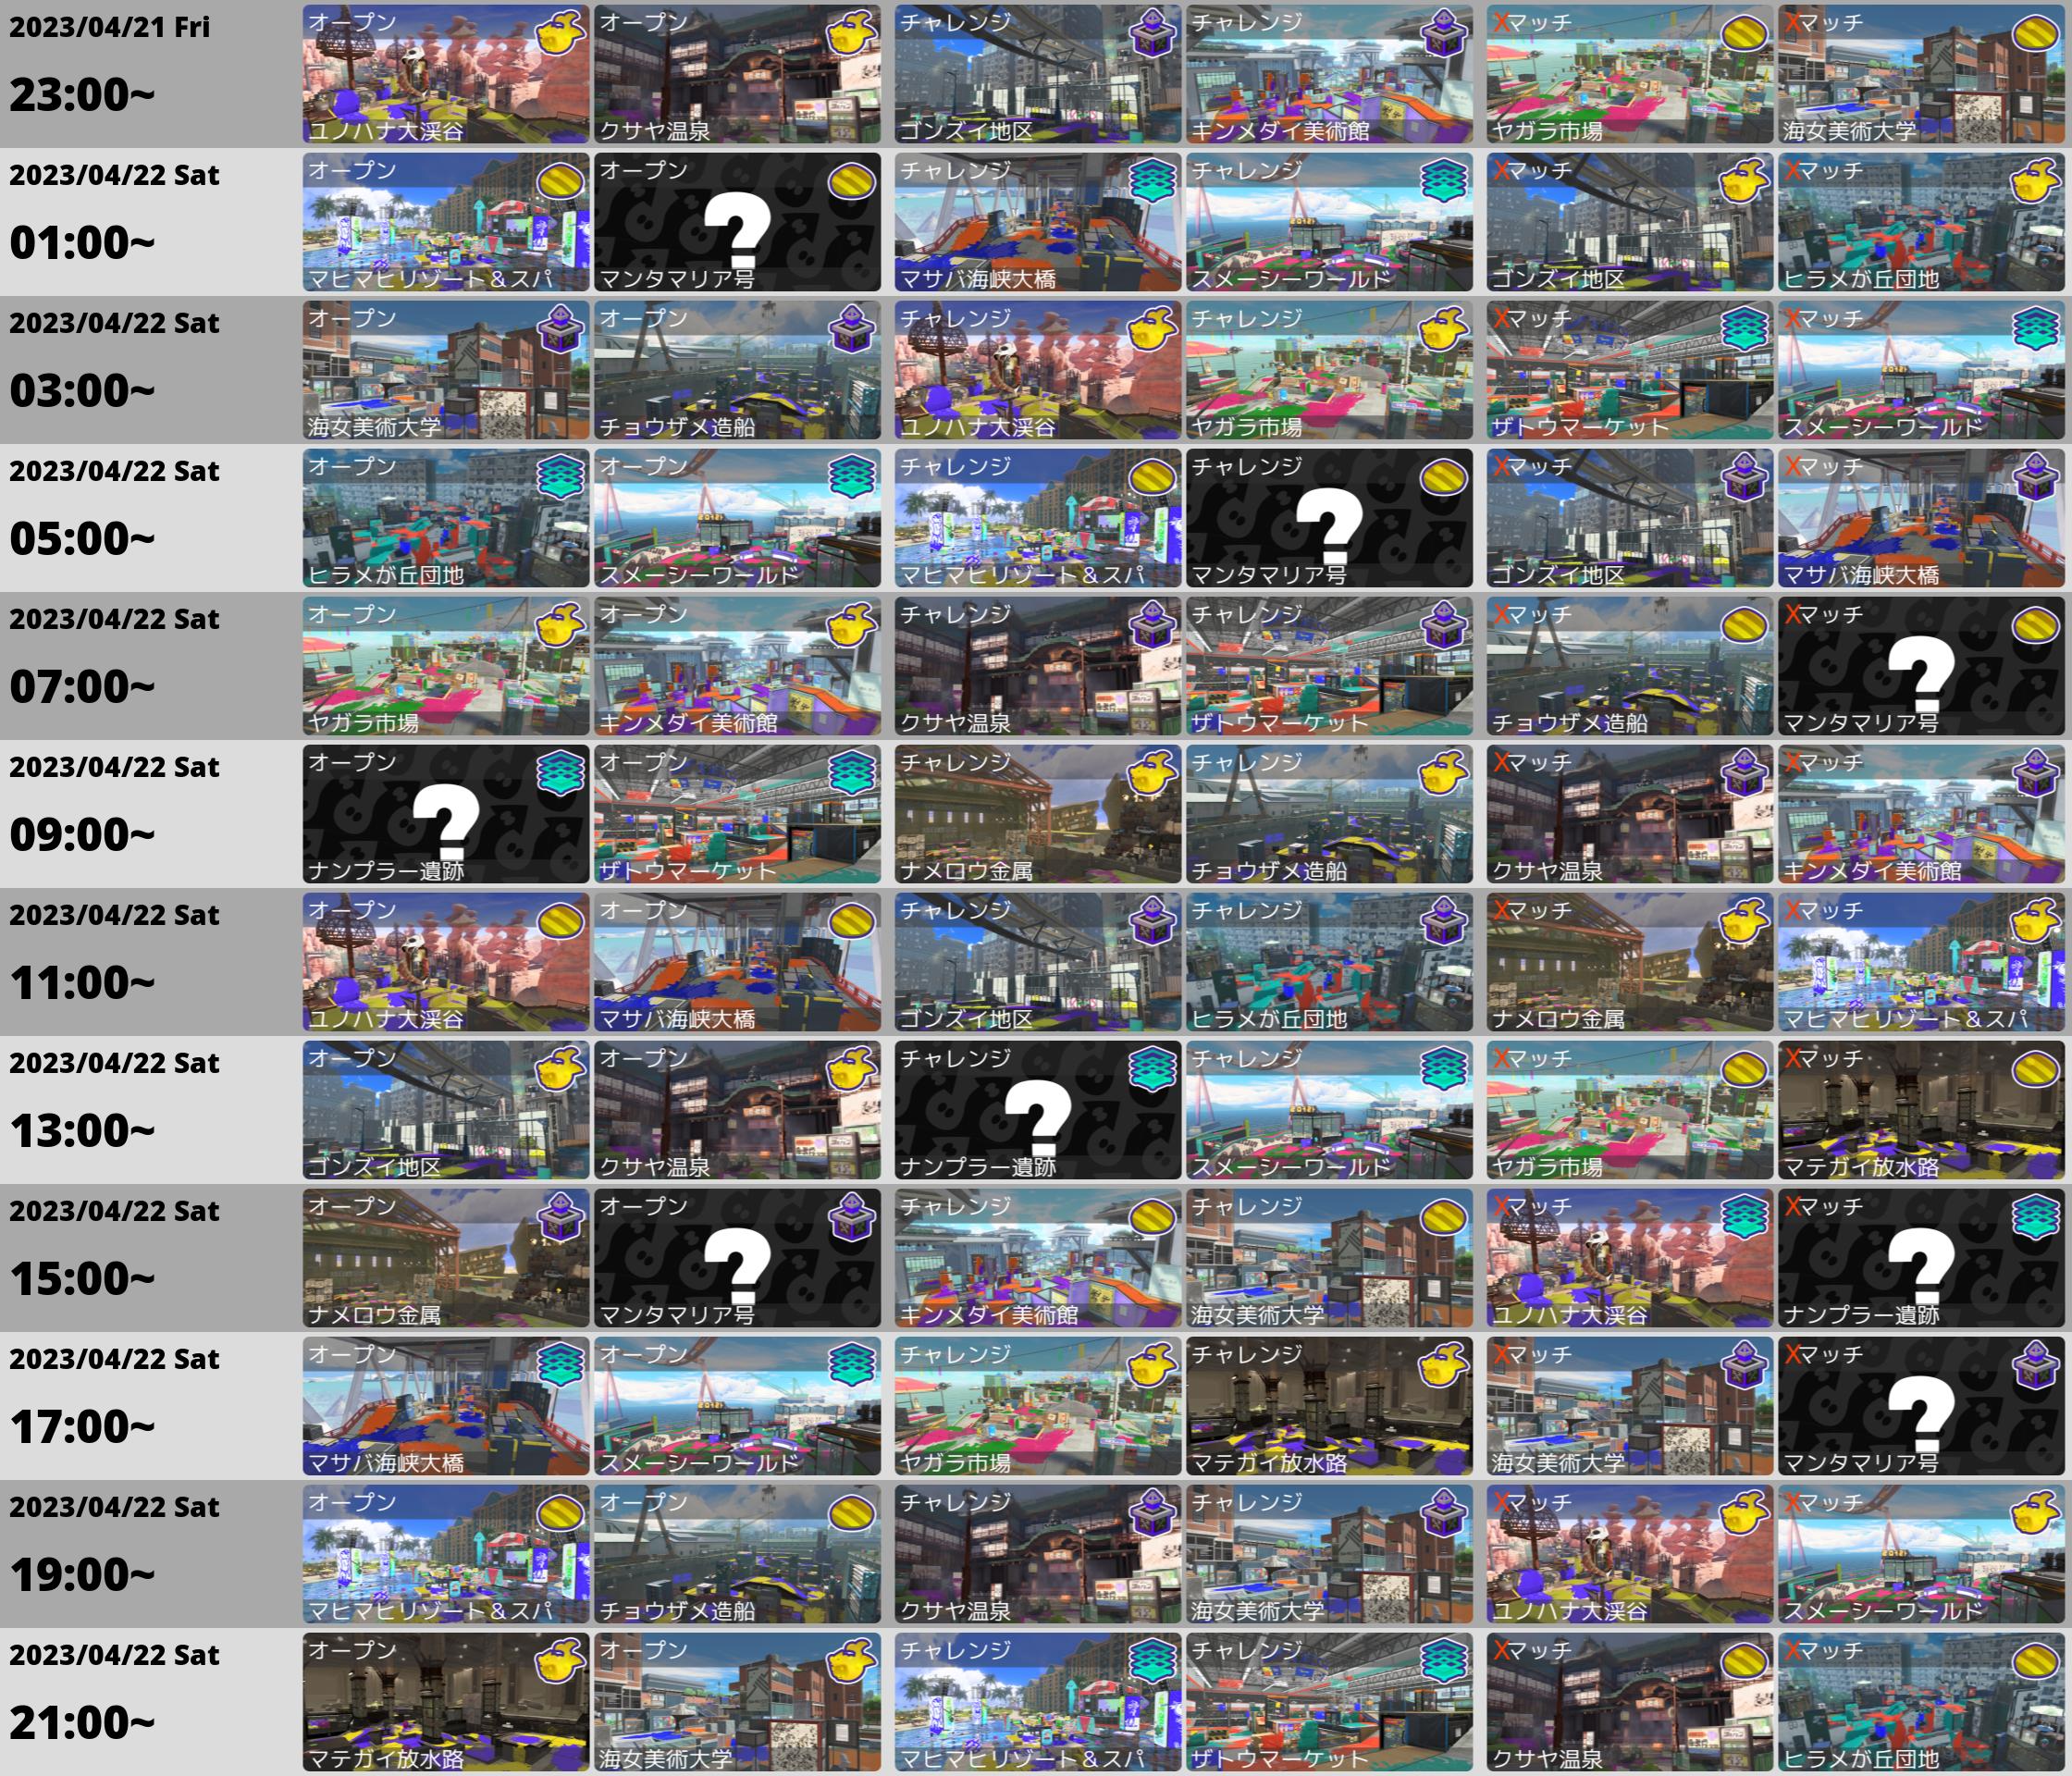 2023/04/21 Fri
23:00~
オープン オープン チャレンジ チャレンジ Xマッチ Xマッチ
ユノハナ大渓谷 クサヤ温泉 ゴンズイ地区 キンメダイ美術館 ヤガラ市場 海女美術大学
2023/04/22 Sat
01:00~
オープン オープン チャレンジ チャレンジ Xマッチ Xマッチ
マヒマヒリゾート&スパ マンタマリア号 マサバ海峡大橋 スメーシーワールド ゴンズイ地区 ヒラメが丘団地
2023/04/22 Sat
03:00~
オープン オープン チャレンジ チャレンジ Xマッチ Xマッチ
海女美術大学 チョウザメ造船 ユノハナ大渓谷 ヤガラ市場 ザトウマーケット スメーシーワールド
2023/04/22 Sat
05:00~
オープン オープン チャレンジ チャレンジ Xマッチ Xマッチ
ヒラメが丘団地 スメーシーワールド マヒマヒリゾート&スパ マンタマリア号 ゴンズイ地区 マサバ海峡大橋
2023/04/22 Sat
07:00~
オープン オープン チャレンジ チャレンジ Xマッチ Xマッチ
ヤガラ市場 キンメダイ美術館 クサヤ温泉 ザトウマーケット チョウザメ造船 マンタマリア号
2023/04/22 Sat
09:00~
オープン オープン チャレンジ チャレンジ Xマッチ Xマッチ
ナンプラー遺跡 ザトウマーケット ナメロウ金属 チョウザメ造船 クサヤ温泉 キンメダイ美術館
2023/04/22 Sat
11:00~
オープン オープン チャレンジ チャレンジ Xマッチ Xマッチ
ユノハナ大渓谷 マサバ海峡大橋 ゴンズイ地区 ヒラメが丘団地 ナメロウ金属 マヒマヒリゾート&スパ
2023/04/22 Sat
13:00~
オープン オープン チャレンジ チャレンジ Xマッチ Xマッチ
ゴンズイ地区 クサヤ温泉 ナンプラー遺跡 スメーシーワールド ヤガラ市場 マテガイ放水路
2023/04/22 Sat
15:00~
オープン オープン チャレンジ チャレンジ Xマッチ Xマッチ
ナメロウ金属 マンタマリア号 キンメダイ美術館 海女美術大学 ユノハナ大渓谷 ナンプラー遺跡
2023/04/22 Sat
17:00~
オープン オープン チャレンジ チャレンジ Xマッチ Xマッチ
マサバ海峡大橋 スメーシーワールド ヤガラ市場 マテガイ放水路 海女美術大学 マンタマリア号
2023/04/22 Sat
19:00~
オープン オープン チャレンジ チャレンジ Xマッチ Xマッチ
マヒマヒリゾート&スパ チョウザメ造船 クサヤ温泉 海女美術大学 ユノハナ大渓谷 スメーシーワールド
2023/04/22 Sat
21:00~
オープン オープン チャレンジ チャレンジ Xマッチ Xマッチ
マテガイ放水路 海女美術大学 マヒマヒリゾート&スパ ザトウマーケット クサヤ温泉 ヒラメが丘団地